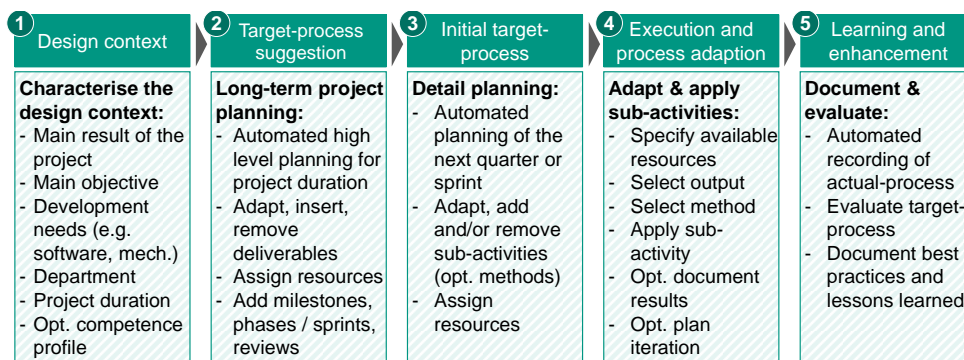 1
Design context
Characterise the
design context:
- Main result of the
project
- Main objective
- Development
needs (e.g.
software, mech.)
- Department
- Project duration
- Opt. competence
profile
2
Target-process
suggestion
Long-term project
planning:
- Automated high
level planning for
project duration
- Adapt, insert,
remove
deliverables
- Assign resources
- Add milestones,
phases / sprints,
reviews
3
Initial target-
process
Detail planning:
- Automated
planning of the
next quarter or
sprint
- Adapt, add
and/or remove
sub-activities
(opt. methods)
- Assign
resources
4
Execution and
process adaption
Adapt & apply
sub-activities:
- Specify available
resources
- Select output
- Select method
- Apply sub-
activity
- Opt. document
results
- Opt. plan
iteration
5
Learning and
enhancement
Document &
evaluate:
- Automated
recording of
actual-process
- Evaluate target-
process
- Document best
practices and
lessons learned